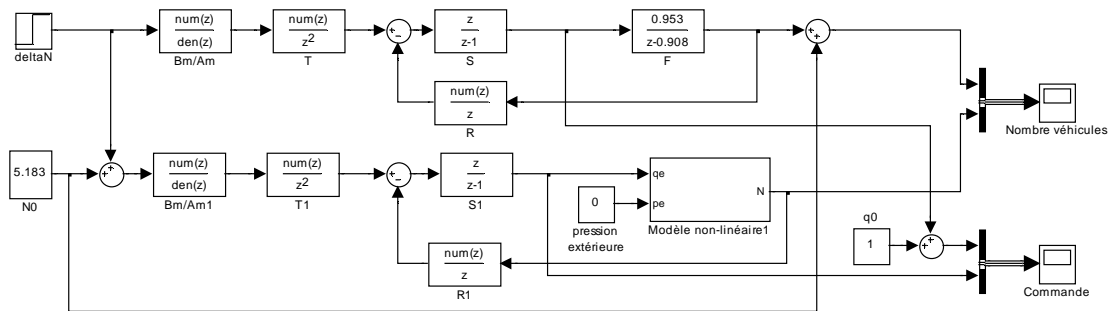 deltaN
num(z)
den(z)
Bm/Am
num(z)
z2
T
z
z-1
S
0.953
z-0.908
F
num(z)
z
R
Nombre véhicules
5.183
N0
num(z)
den(z)
Bm/Am1
num(z)
z2
T1
z
z-1
S1
qe
pe
N
Modèle non-linéaire1
0
pression
extérieure
q0
1
num(z)
z
R1
Commande